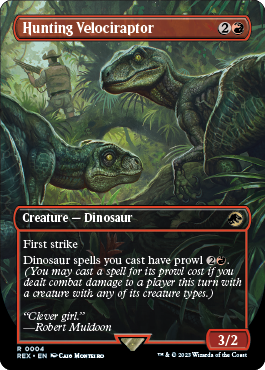 Hunting Velociraptor 2
Creature — Dinosaur
First strike
Dinosaur spells you cast have prowl 2.
(You may cast a spell for its prowl cost if you
dealt combat damage to a player this turn with
a creature with any of its creature types.)
"Clever girl."
—Robert Muldoon
3/2
R 0004
REX • EN Caio Monteiro
™ & © 2023 Wizards of the Coast